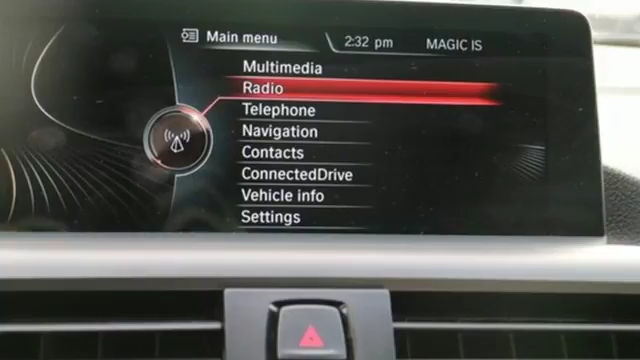 Main menu 2:32 pm MAGIC IS
Multimedia
Radio
Telephone
Navigation
Contacts
ConnectedDrive
Vehicle info
Settings